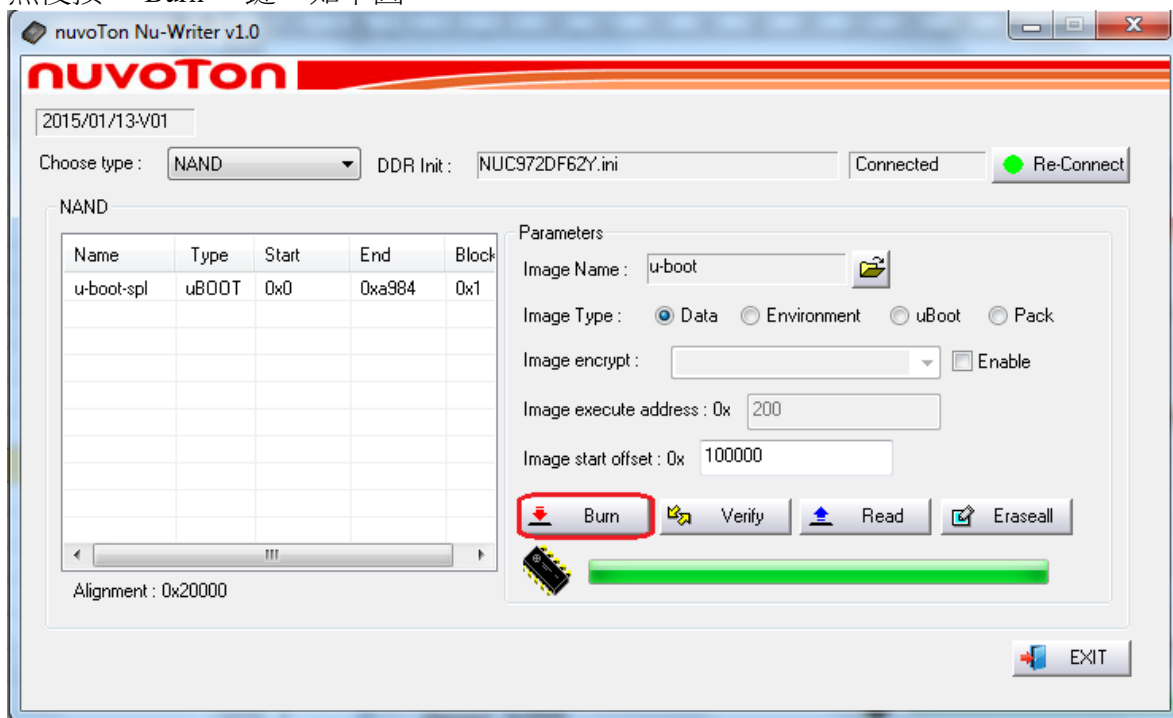 nuvoTon Nu-Writer v1.0
nuvoTon
2015/01/13-V01
Choose type : NAND DDR Init : NUC972DF62Y.ini Connected Re-Connect
NAND
Name Type Start End Block
u-boot-spl uBOOT 0x0 0xa984 0x1
Alignment : 0x20000
Parameters
Image Name : u-boot
Image Type : Data Environment uBoot Pack
Image encrypt : Enable
Image execute address : 0x 200
Image start offset : 0x 100000
Burn Verify Read Eraseall
EXIT